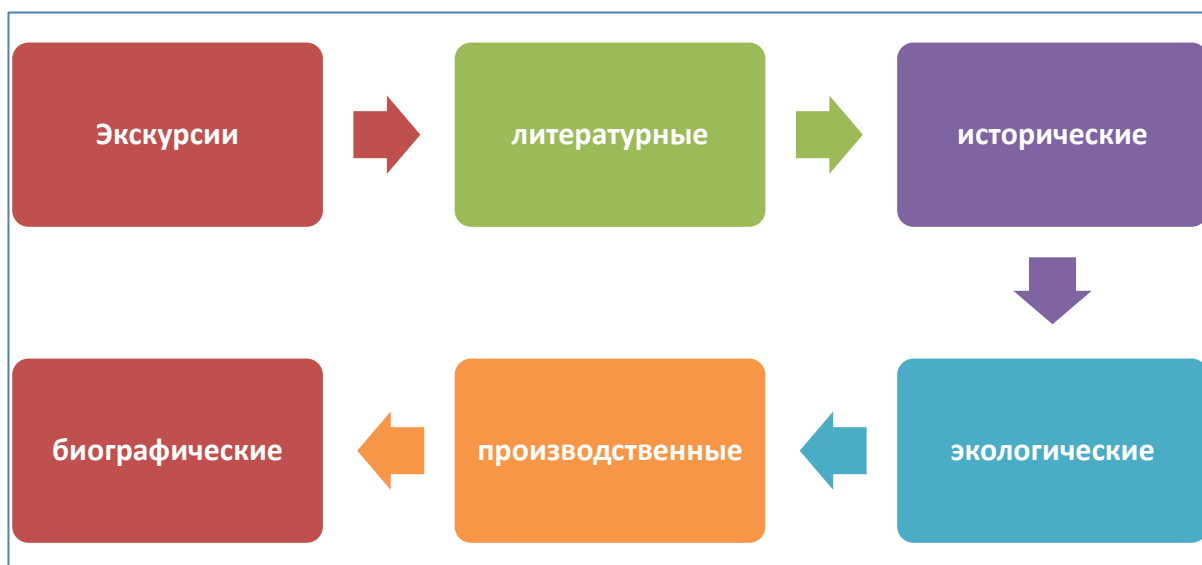 Экскурсии
литературные
исторические
экологические
производственные
биографические